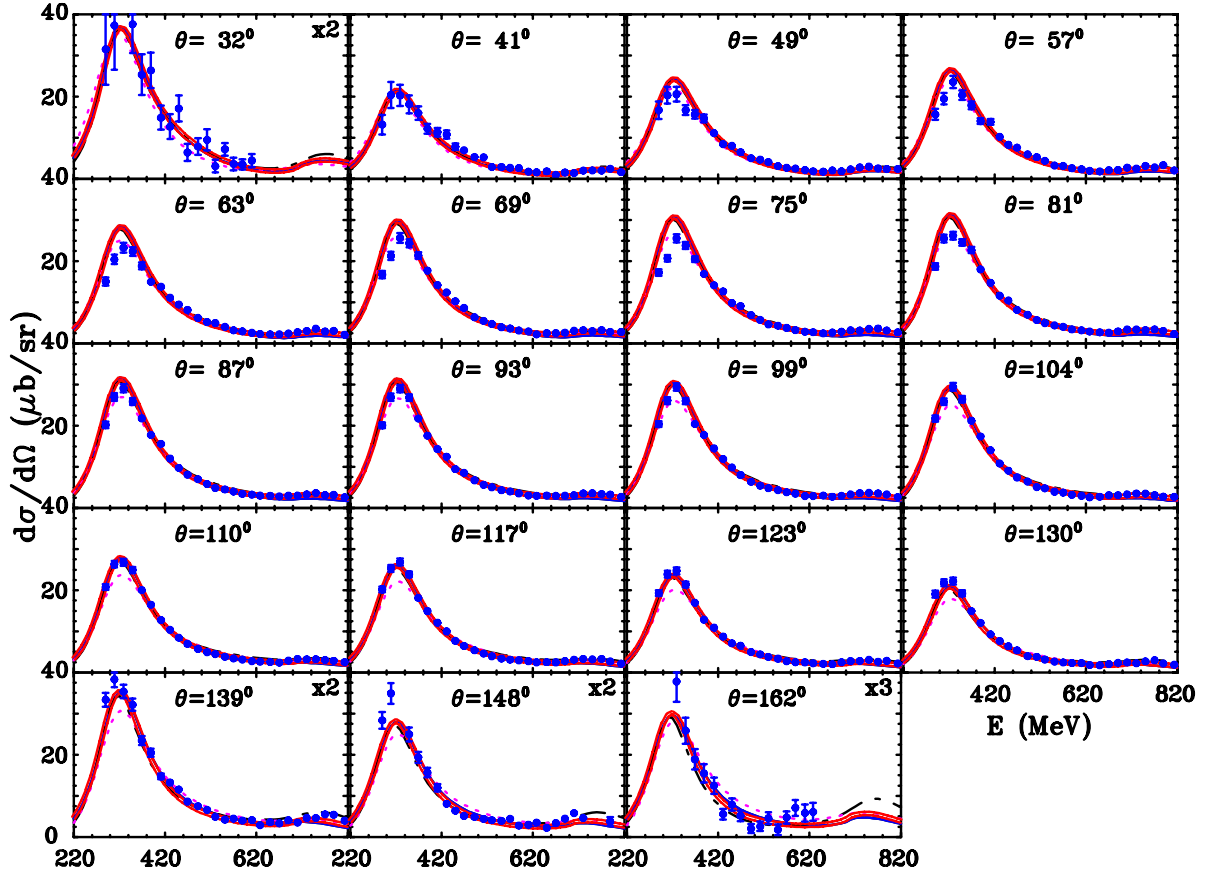 40
θ= 32⁰ x2
θ= 41⁰
θ= 49⁰
θ= 57⁰
20
40
θ= 63⁰
θ= 69⁰
θ= 75⁰
θ= 81⁰
20
40
θ= 87⁰
θ= 93⁰
θ= 99⁰
θ=104⁰
20
40
θ=110⁰
θ=117⁰
θ=123⁰
θ=130⁰
20
40
θ=139⁰ x2
θ=148⁰ x2
θ=162⁰ x3
20
0
dσ/dΩ (μb/sr)
420 620 820
E (MeV)
220 420 620 220 420 620 220 420 620 820